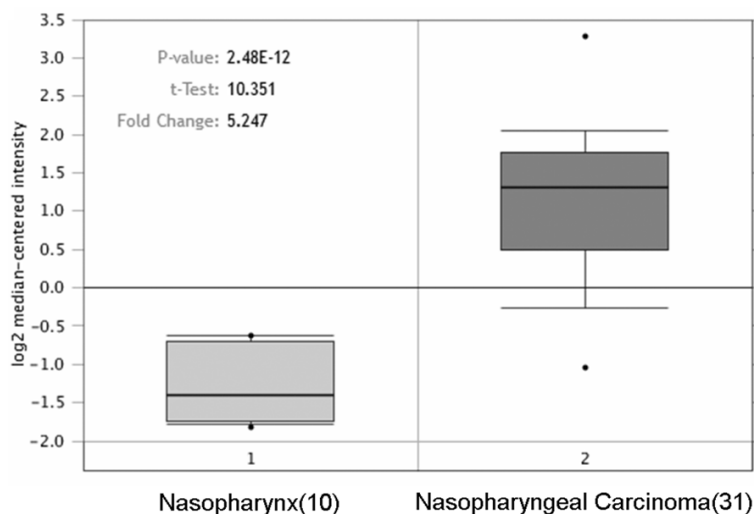 3.5
3.0
2.5
2.0
1.5
1.0
0.5
0.0
-0.5
-1.0
-1.5
-2.0
log2 median-centered intensity
P-value: 2.48E-12
t-Test: 10.351
Fold Change: 5.247
1
2
Nasopharynx(10)
Nasopharyngeal Carcinoma(31)